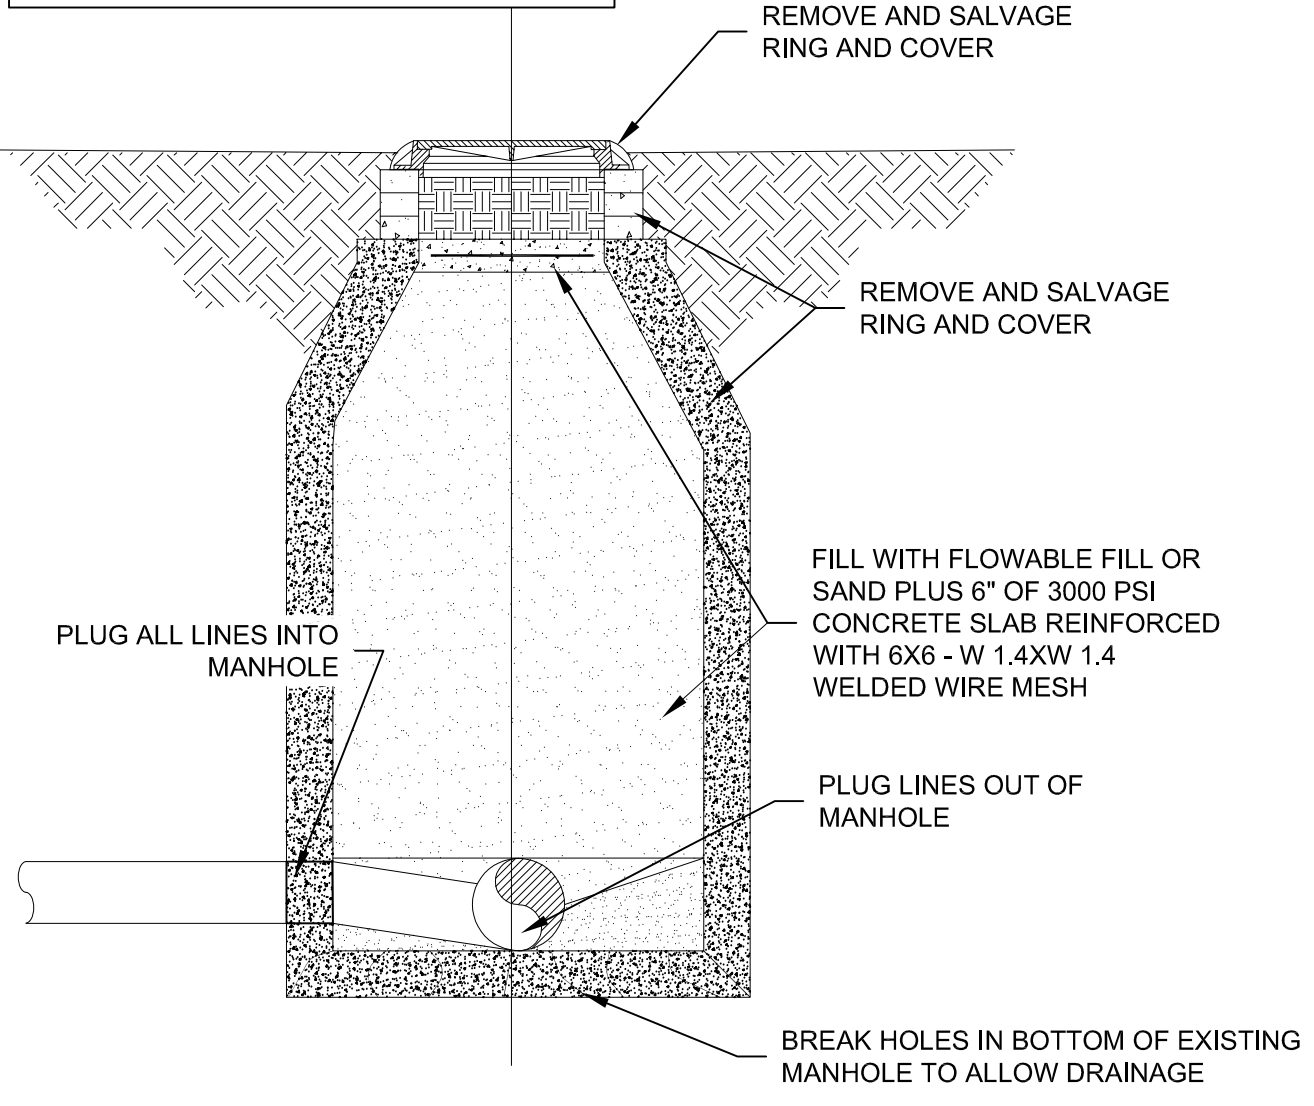 REMOVE AND SALVAGE
RING AND COVER
REMOVE AND SALVAGE
RING AND COVER
FILL WITH FLOWABLE FILL OR
SAND PLUS 6" OF 3000 PSI
CONCRETE SLAB REINFORCED
WITH 6X6 - W 1.4XW 1.4
WELDED WIRE MESH
PLUG ALL LINES INTO
MANHOLE
PLUG LINES OUT OF
MANHOLE
BREAK HOLES IN BOTTOM OF EXISTING
MANHOLE TO ALLOW DRAINAGE